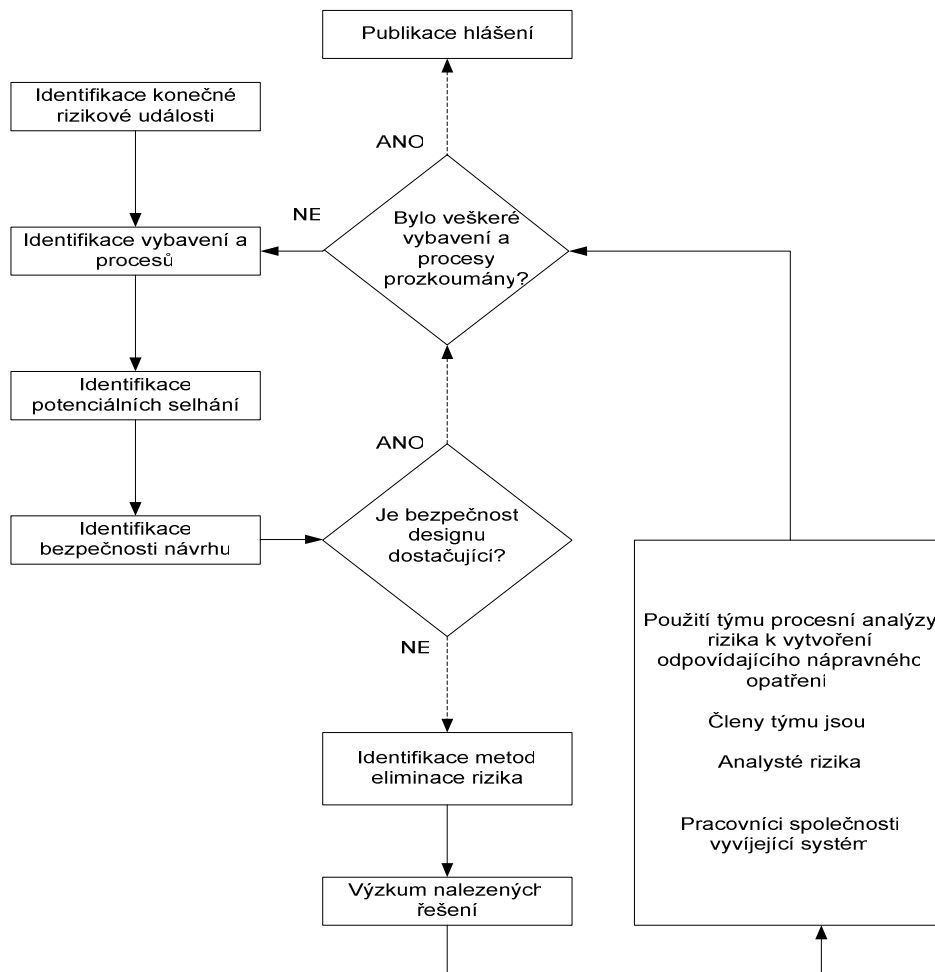 Publikace hlášení
Identifikace konečné
rizikové události
ANO
NE
Bylo veškeré
vybavení a
procesy
prozkoumány?
Identifikace vybavení a
procesů
Identifikace
potenciálních selhání
ANO
Identifikace
bezpečnosti návrhu
Je bezpečnost
designu
dostačující?
NE
Použití týmu procesní analýzy
rizika k vytvoření
odpovídajícího nápravného
opatření
Členy týmu jsou
Analysté rizika
Pracovníci společnosti
vyvíjející systém
Identifikace metod
eliminace rizika
Výzkum nalezených
řešení